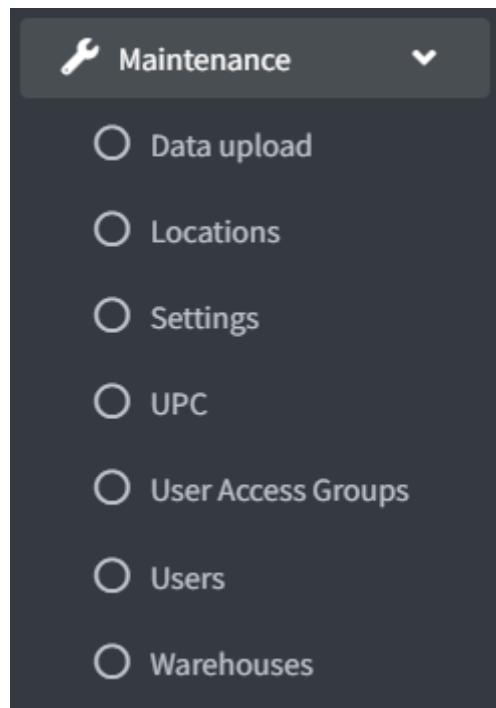 Maintenance
Data upload
Locations
Settings
UPC
User Access Groups
Users
Warehouses